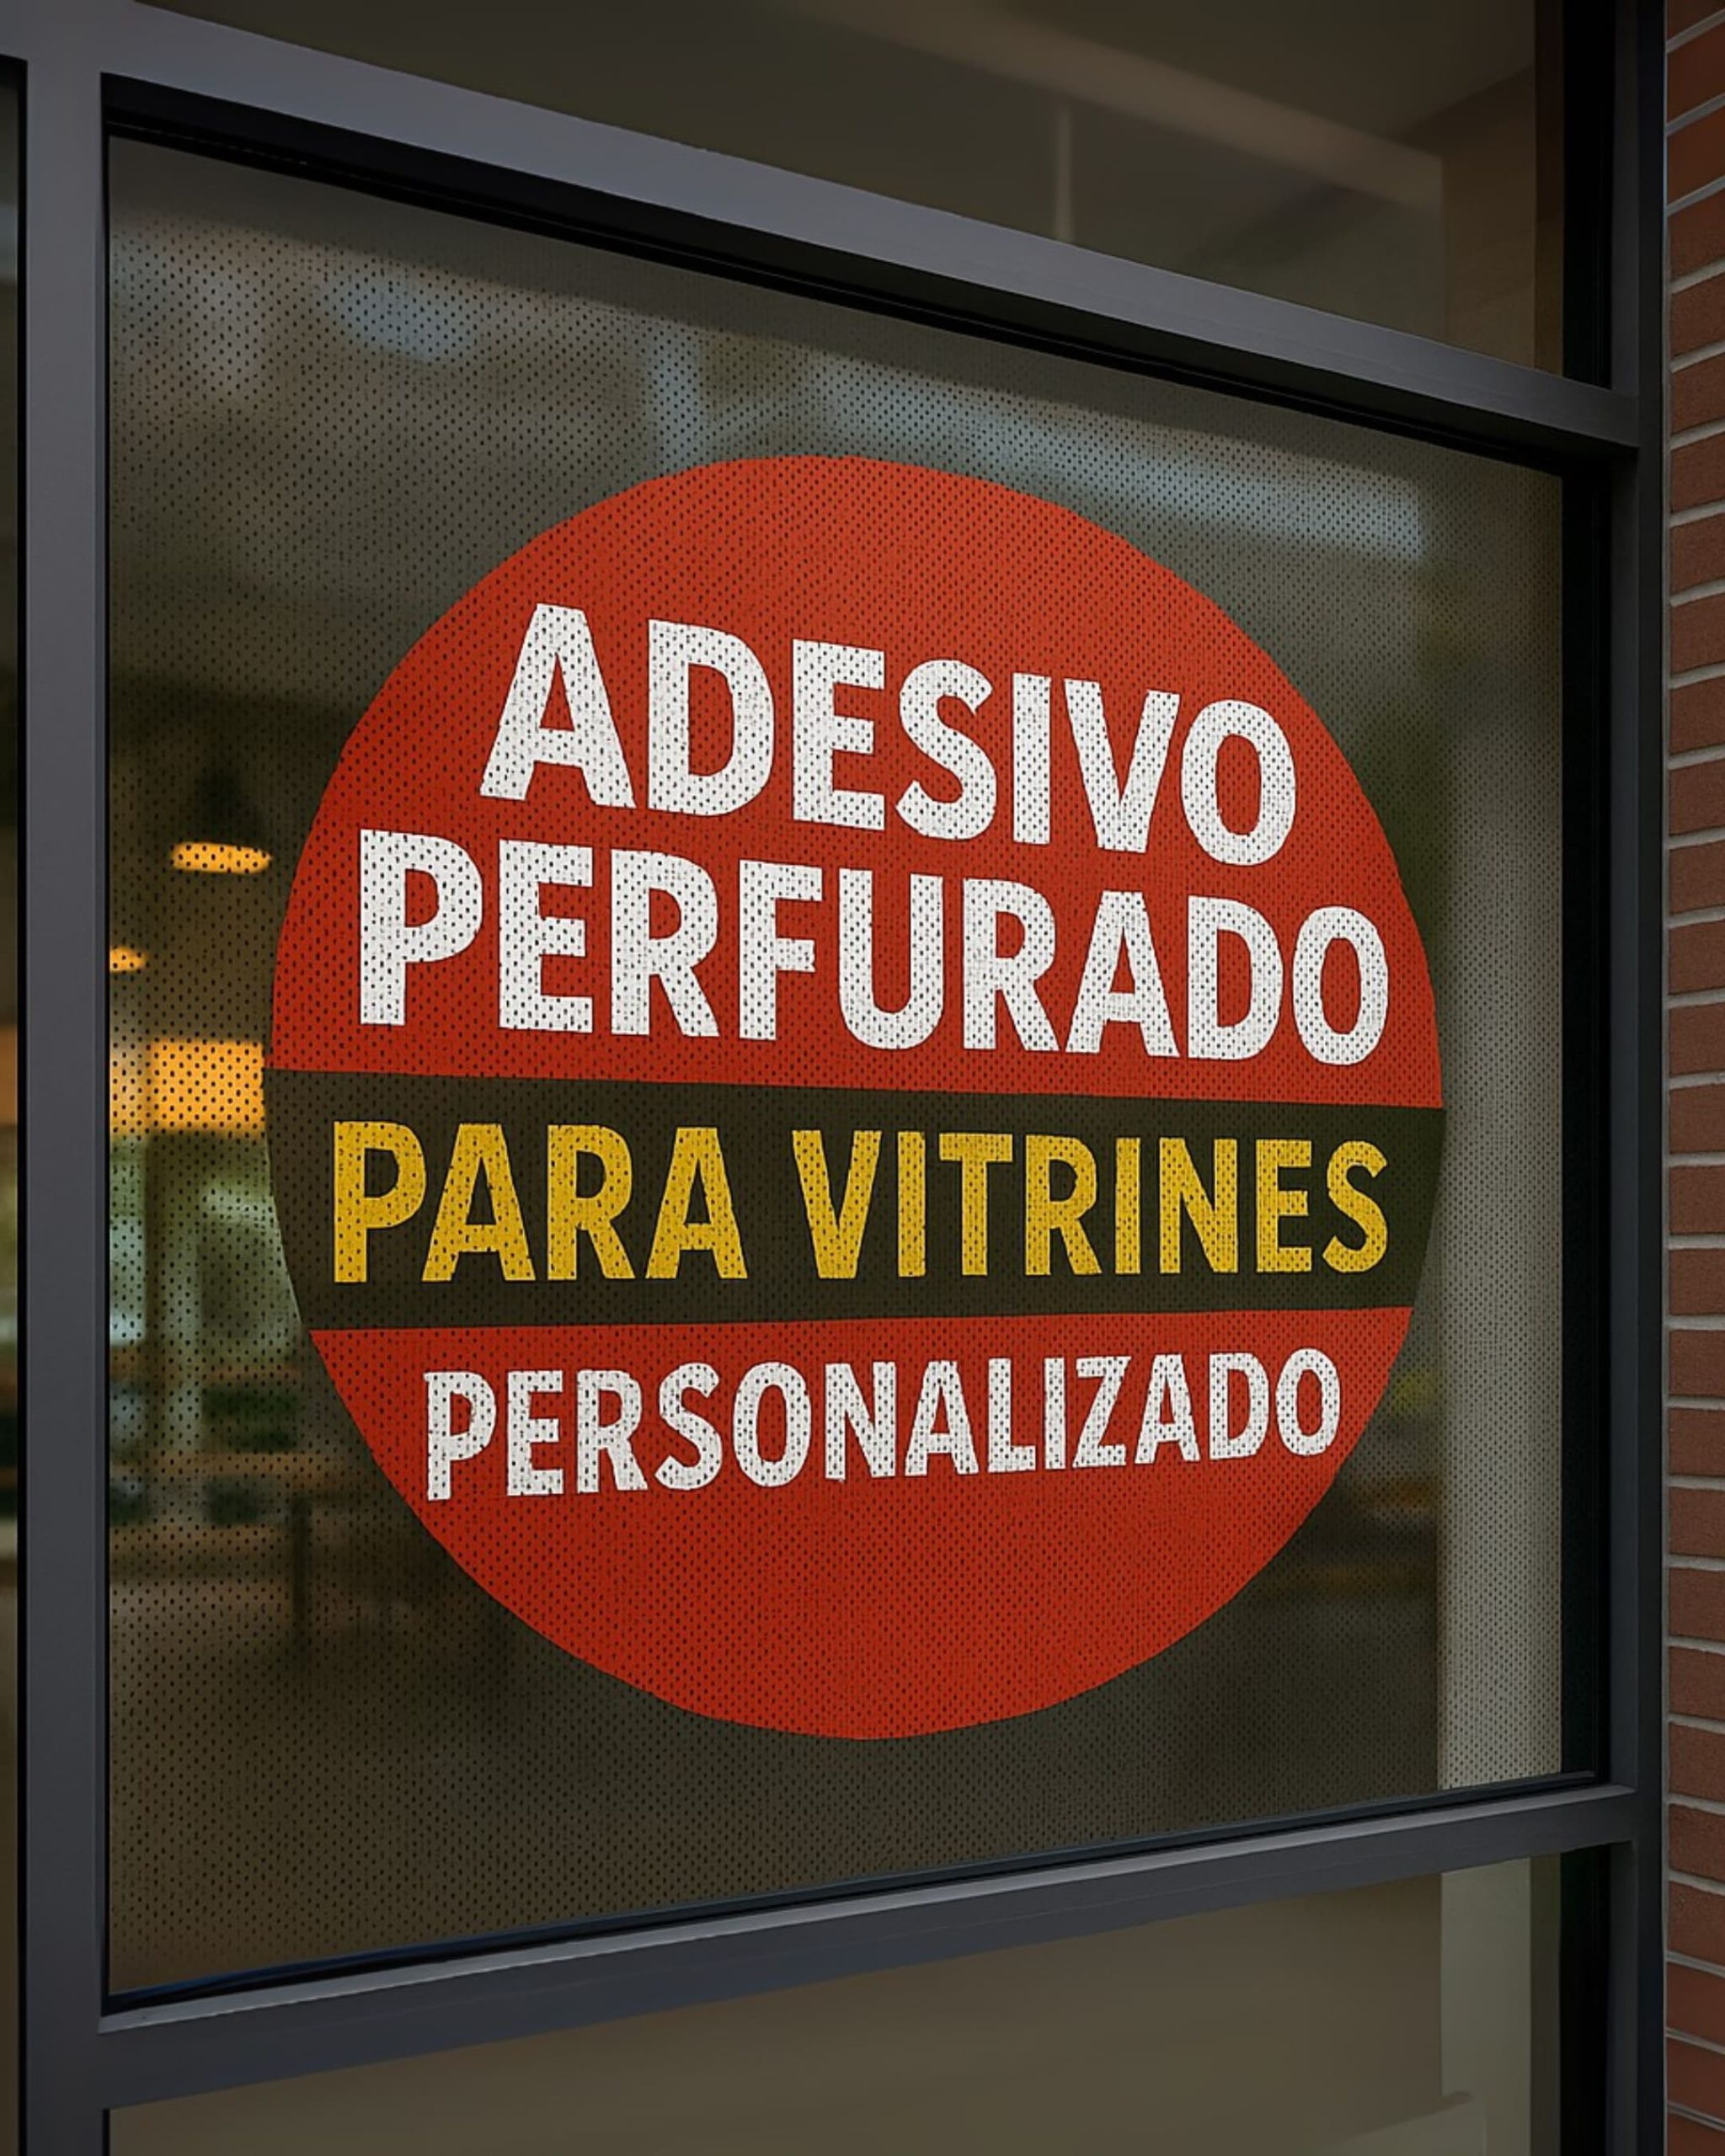 ADESIVO
PERFURADO
PARA VITRINES
PERSONALIZADO